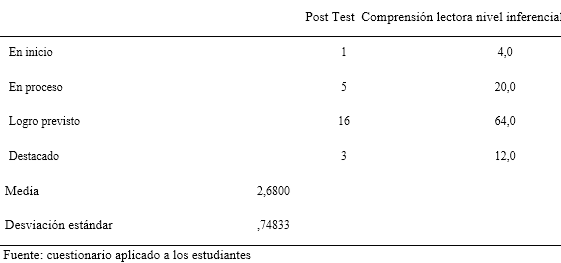 Post Test Comprensión lectora nivel inferencial
En inicio 1 4,0
En proceso 5 20,0
Logro previsto 16 64,0
Destacado 3 12,0
Media 2,6800
Desviación estándar ,74833
Fuente: cuestionario aplicado a los estudiantes